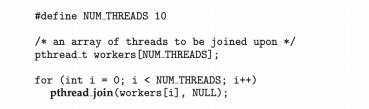 #define NUM_THREADS 10
/* an array of threads to be joined upon */
pthread_t workers[NUM_THREADS];
for (int i = 0; i < NUM_THREADS; i++)
pthread_join(workers[i], NULL);